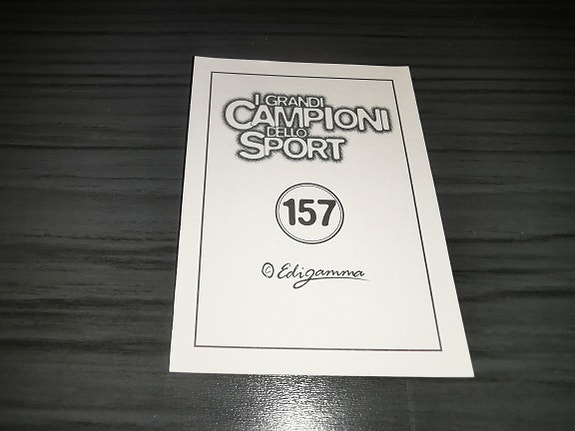 I GRANDI
CAMPIONI
DELLO
SPORT
157
© Edigamma